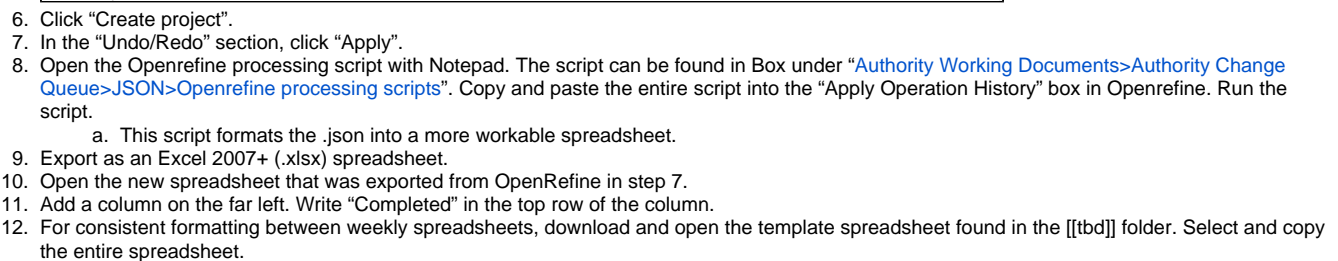 6. Click “Create project”.
7. In the “Undo/Redo” section, click “Apply”.
8. Open the Openrefine processing script with Notepad. The script can be found in Box under “Authority Working Documents>Authority Change
Queue>JSON>Openrefine processing scripts”. Copy and paste the entire script into the “Apply Operation History” box in Openrefine. Run the
script.
a. This script formats the .json into a more workable spreadsheet.
9. Export as an Excel 2007+ (.xlsx) spreadsheet.
10. Open the new spreadsheet that was exported from OpenRefine in step 7.
11. Add a column on the far left. Write “Completed” in the top row of the column.
12. For consistent formatting between weekly spreadsheets, download and open the template spreadsheet found in the [[tbd]] folder. Select and copy
the entire spreadsheet.